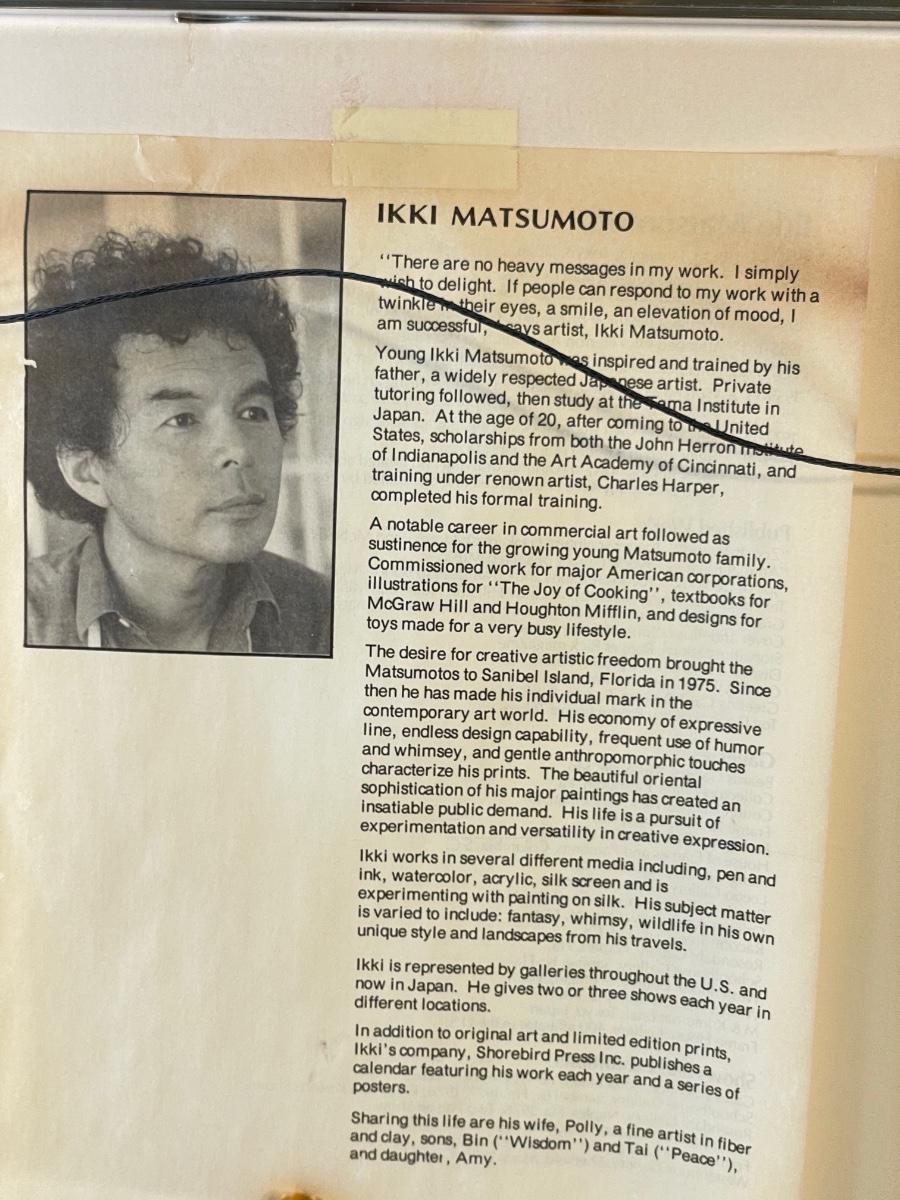 IKKI MATSUMOTO
‘‘There are no heavy messages in my work. I simply
wish to delight. If people can respond to my work with a
twinkle in their eyes, a smile, an elevation of mood, I
am successful, says artist, Ikki Matsumoto.
Young Ikki Matsumoto was inspired and trained by his
father, a widely respected Japanese artist. Private
tutoring followed, then study at the Tama Institute in
Japan. At the age of 20, after coming to the United
States, scholarships from both the John Herron Institute
of Indianapolis and the Art Academy of Cincinnati, and
training under renown artist, Charles Harper,
completed his formal training.
A notable career in commercial art followed as
sustinence for the growing young Matsumoto family.
Commissioned work for major American corporations,
illustrations for ‘‘The Joy of Cooking’’, textbooks for
McGraw Hill and Houghton Mifflin, and designs for
toys made for a very busy lifestyle.
The desire for creative artistic freedom brought the
Matsumotos to Sanibel Island, Florida in 1975. Since
then he has made his individual mark in the
contemporary art world. His economy of expressive
line, endless design capability, frequent use of humor
and whimsey, and gentle anthropomorphic touches
characterize his prints. The beautiful oriental
sophistication of his major paintings has created an
insatiable public demand. His life is a pursuit of
experimentation and versatility in creative expression.
Ikki works in several different media including, pen and
ink, watercolor, acrylic, silk screen and is
experimenting with painting on silk. His subject matter
is varied to include: fantasy, whimsy, wildlife in his own
unique style and landscapes from his travels.
Ikki is represented by galleries throughout the U.S. and
now in Japan. He gives two or three shows each year in
different locations.
In addition to original art and limited edition prints,
Ikki's company, Shorebird Press Inc. publishes a
calendar featuring his work each year and a series of
posters.
Sharing this life are his wife, Polly, a fine artist in fiber
and clay, sons, Bin (‘‘Wisdom’’) and Tai (‘‘Peace’’),
and daughter, Amy.